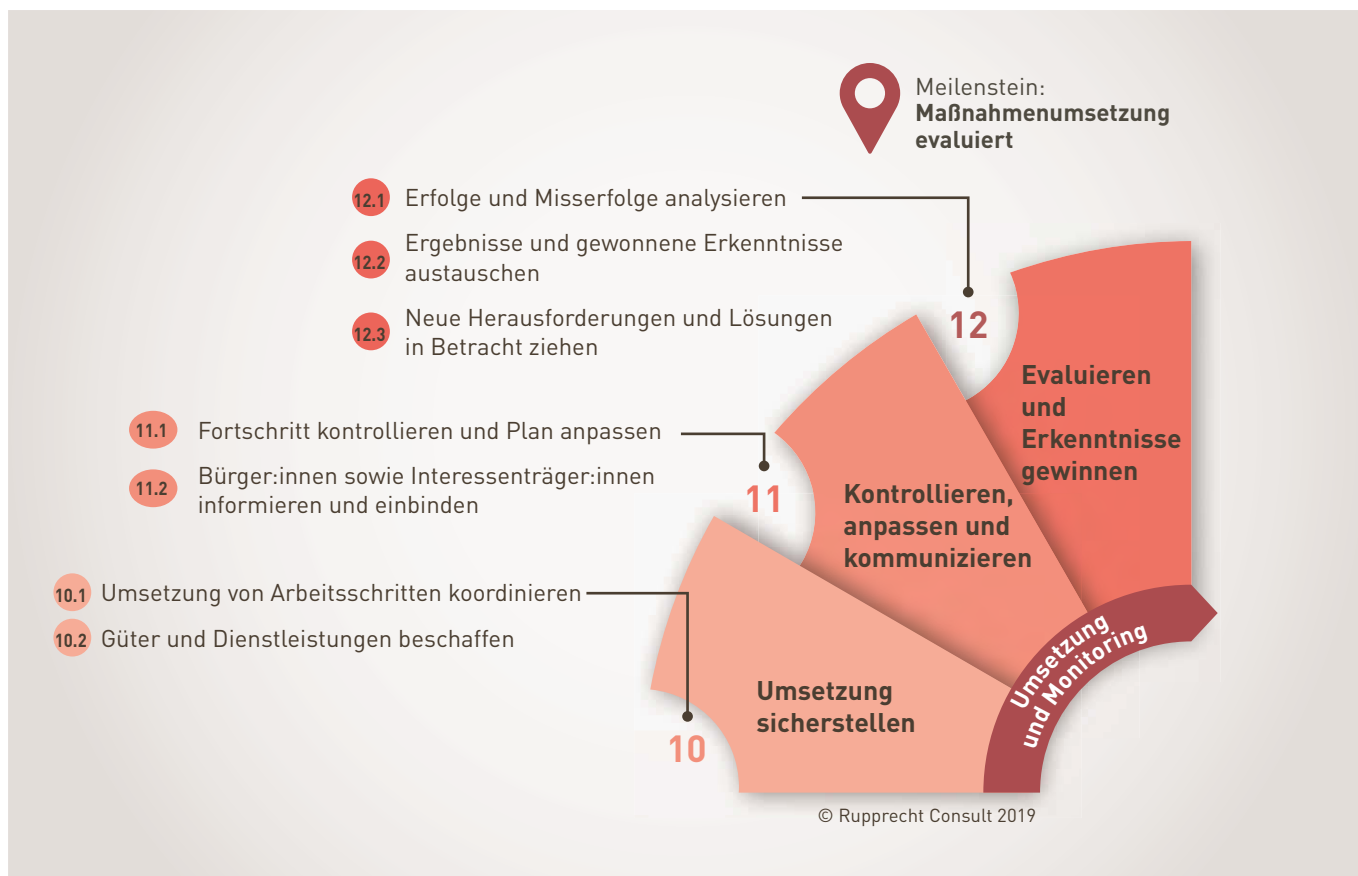 Meilenstein:
Maßnahmenumsetzung
evaluiert
12.1 Erfolge und Misserfolge analysieren
12.2 Ergebnisse und gewonnene Erkenntnisse
austauschen
12.3 Neue Herausforderungen und Lösungen
in Betracht ziehen
12
Evaluieren
und
Erkenntnisse
gewinnen
11.1 Fortschritt kontrollieren und Plan anpassen
11.2 Bürger:innen sowie Interessenträger:innen
informieren und einbinden
11
Kontrollieren,
anpassen und
kommunizieren
10.1 Umsetzung von Arbeitsschritten koordinieren
10.2 Güter und Dienstleistungen beschaffen
10
Umsetzung
sicherstellen
Umsetzung
und Monitoring
© Rupprecht Consult 2019